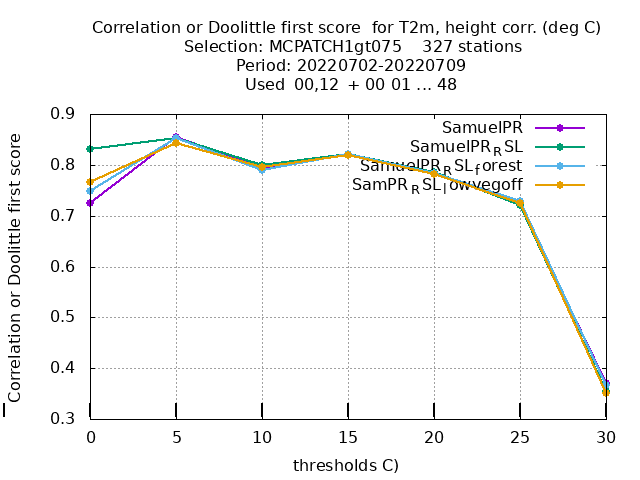 Correlation or Doolittle first score  for T2m, height corr. (deg C)
Selection: MCPATCH1gt075    327 stations
Period: 20220702-20220709
Used  00,12  + 00 01 ... 48
Correlation or Doolittle first score
0.9
0.8
0.7
0.6
0.5
0.4
0.3
SamuelPR
SamuelPR_RSL
SamuelPR_RSL_forest
SamPR_RSL_lowvegoff
0 5 10 15 20 25 30
thresholds C)